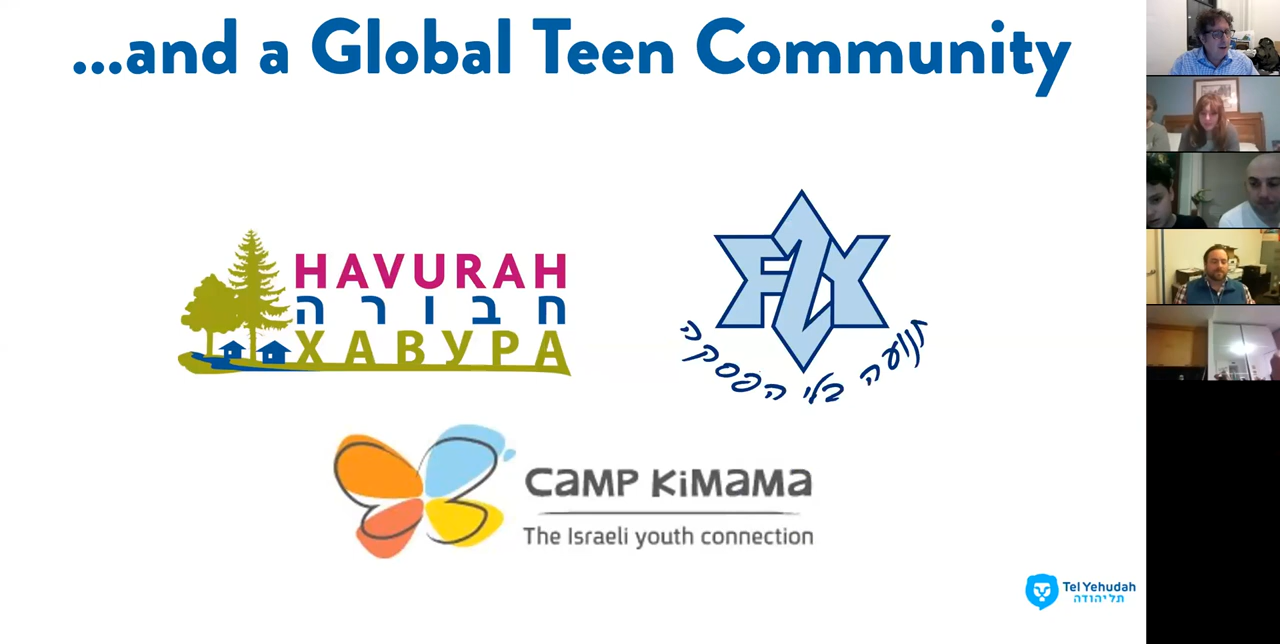 ...and a Global Teen Community
HAVURAH
חבורה
ХАВУРА
FZY
תנועה בלי הפסקה
CAMP KiMaMa
The Israeli youth connection
Tel Yehudah
תל יהודה